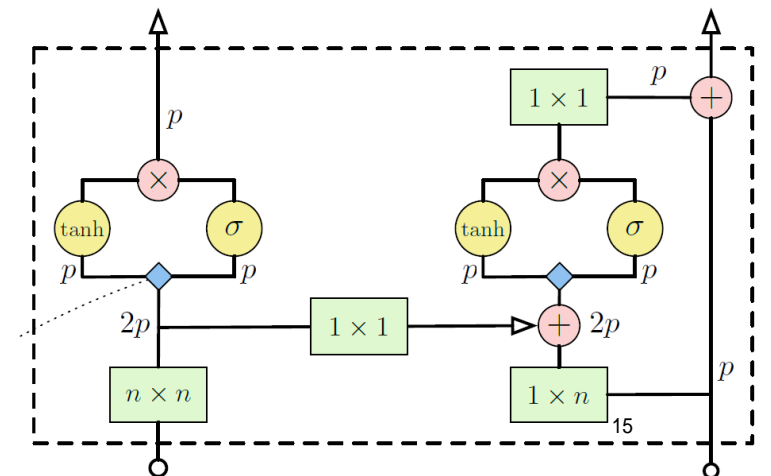 1 × 1
p
+
p
×
×
tanh
σ
tanh
σ
p
p
p
p
2p
1 × 1
+
2p
p
n × n
1 × n
15